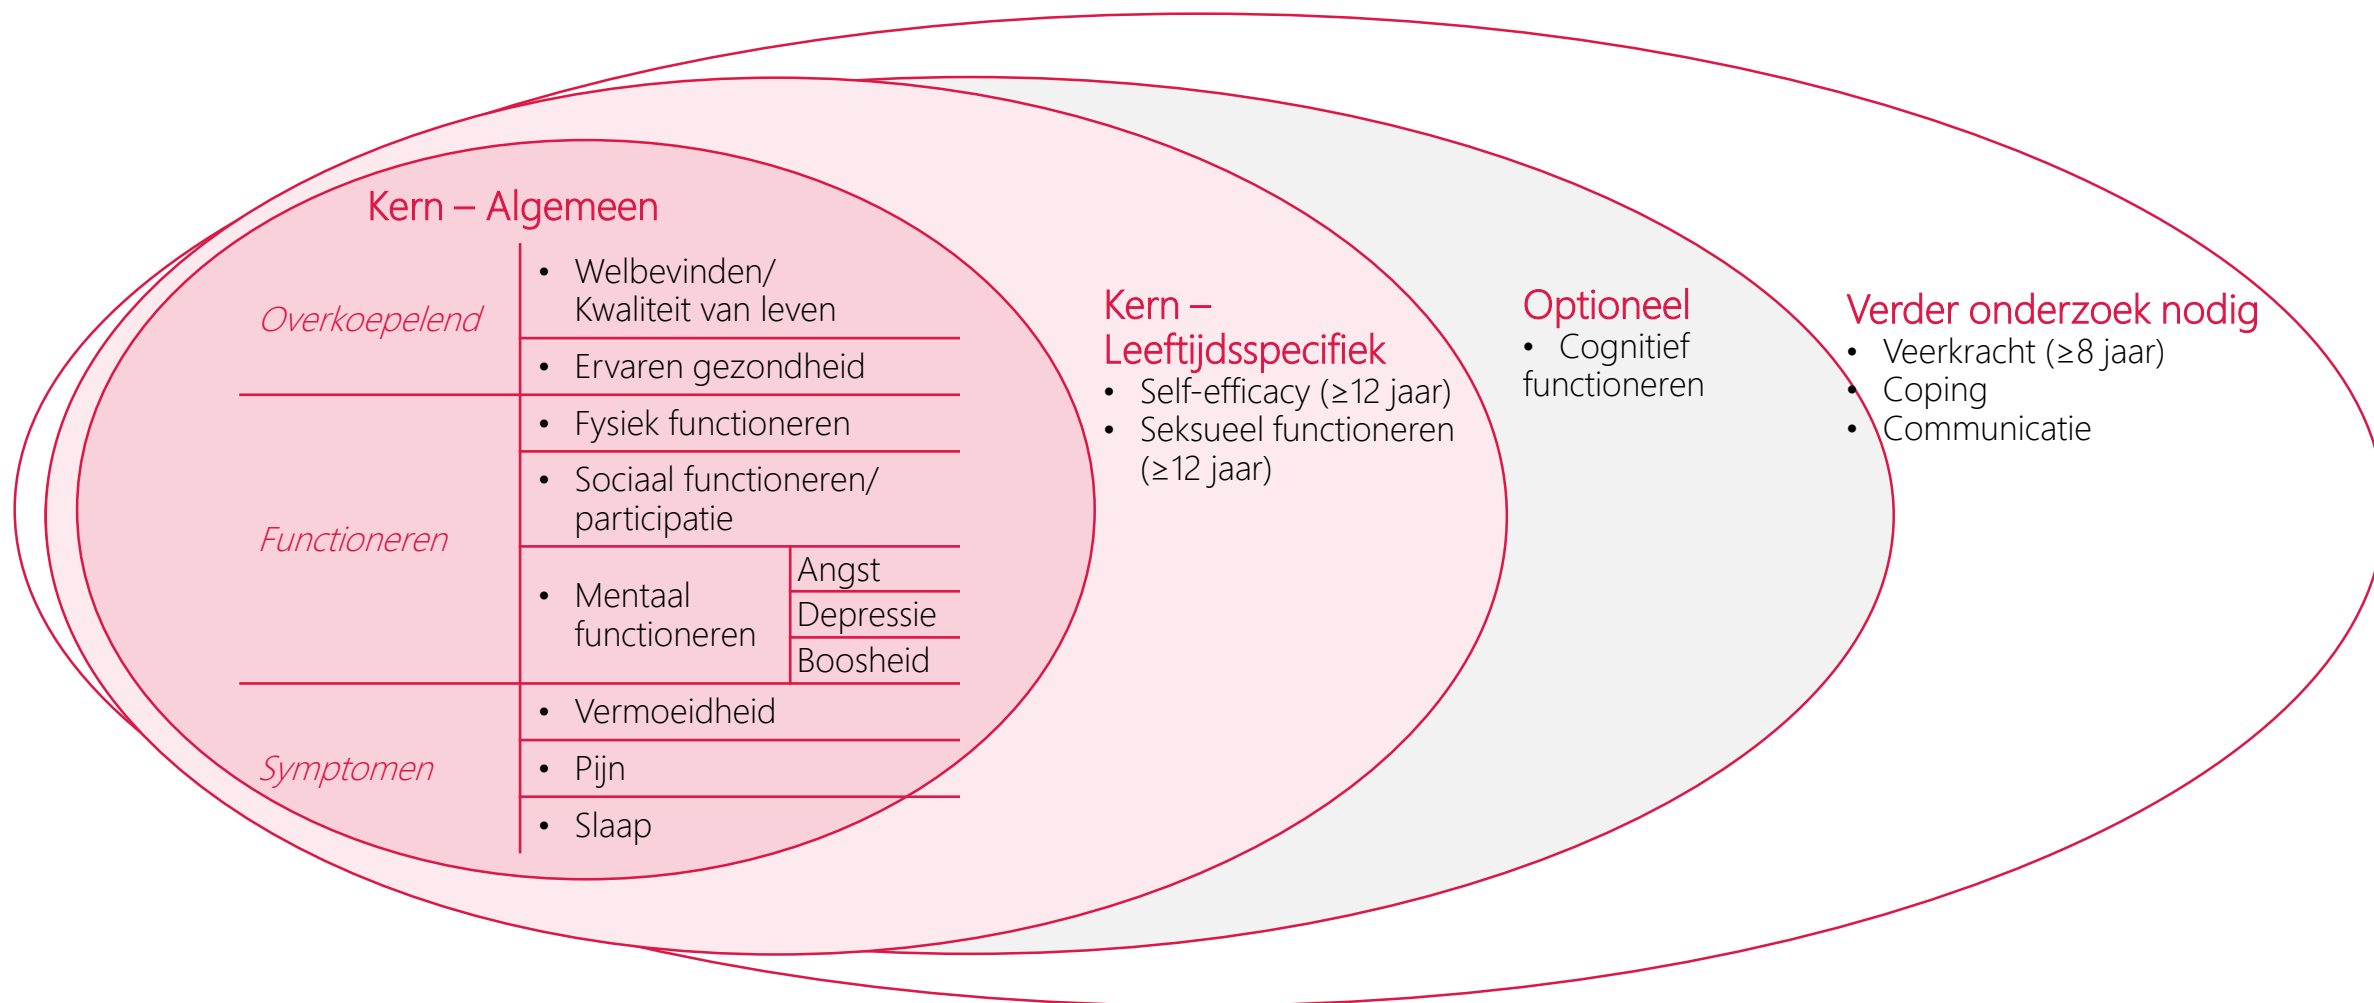 Kern – Algemeen
Overkoepelend
• Welbevinden/
Kwaliteit van leven
• Ervaren gezondheid
Functioneren
• Fysiek functioneren
• Sociaal functioneren/
participatie
• Mentaal
functioneren
Angst
Depressie
Boosheid
Symptomen
• Vermoeidheid
• Pijn
• Slaap
Kern –
Leeftijdsspecifiek
• Self-efficacy (≥12 jaar)
• Seksueel functioneren
(≥12 jaar)
Optioneel
• Cognitief
functioneren
Verder onderzoek nodig
• Veerkracht (≥8 jaar)
• Coping
• Communicatie